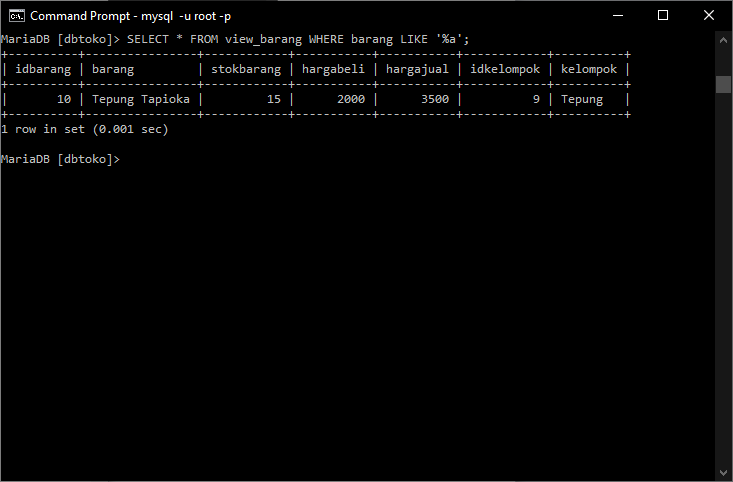 Command Prompt - mysql -u root -p
MariaDB [dbtoko]> SELECT * FROM view_barang WHERE barang LIKE '%a';
+----------+----------------+------------+-----------+-----------+------------+----------+
| idbarang | barang         | stokbarang | hargabeli | hargajual | idkelompok | kelompok |
+----------+----------------+------------+-----------+-----------+------------+----------+
|       10 | Tepung Tapioka |         15 |      2000 |      3500 |          9 | Tepung   |
+----------+----------------+------------+-----------+-----------+------------+----------+
1 row in set (0.001 sec)
MariaDB [dbtoko]>